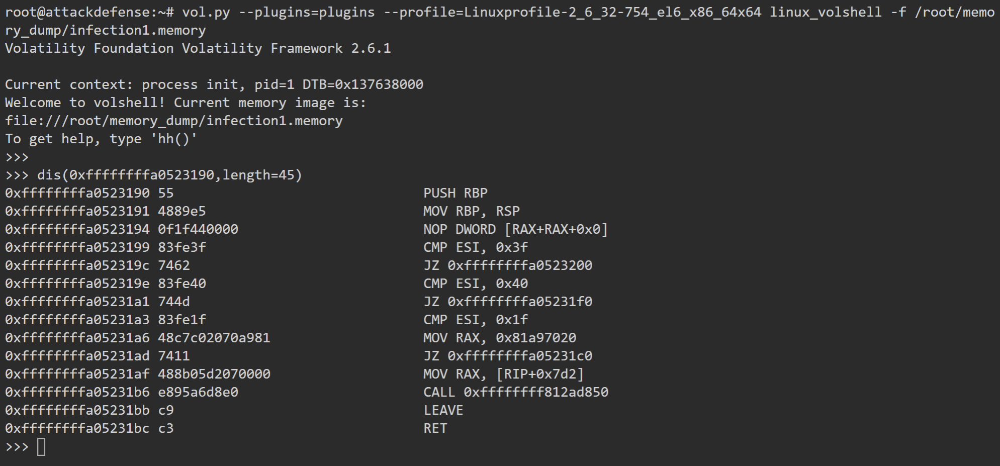 root@attackdefense:~# vol.py --plugins=plugins --profile=Linuxprofile-2_6_32-754_el6_x86_64x64 linux_volshell -f /root/memo
ry_dump/infection1.memory
Volatility Foundation Volatility Framework 2.6.1
Current context: process init, pid=1 DTB=0x137638000
Welcome to volshell! Current memory image is:
file:///root/memory_dump/infection1.memory
To get help, type 'hh()'
>>>
>>> dis(0xffffffffa0523190,length=45)
0xffffffffa0523190 55 PUSH RBP
0xffffffffa0523191 4889e5 MOV RBP, RSP
0xffffffffa0523194 0f1f440000 NOP DWORD [RAX+RAX+0x0]
0xffffffffa0523199 83fe3f CMP ESI, 0x3f
0xffffffffa052319c 7462 JZ 0xffffffffa0523200
0xffffffffa052319e 83fe40 CMP ESI, 0x40
0xffffffffa05231a1 744d JZ 0xffffffffa05231f0
0xffffffffa05231a3 83fe1f CMP ESI, 0x1f
0xffffffffa05231a6 48c7c02070a981 MOV RAX, 0x81a97020
0xffffffffa05231ad 7411 JZ 0xffffffffa05231c0
0xffffffffa05231af 488b05d2070000 MOV RAX, [RIP+0x7d2]
0xffffffffa05231b6 e895a6d8e0 CALL 0xffffffff812ad850
0xffffffffa05231bb c9 LEAVE
0xffffffffa05231bc c3 RET
>>>